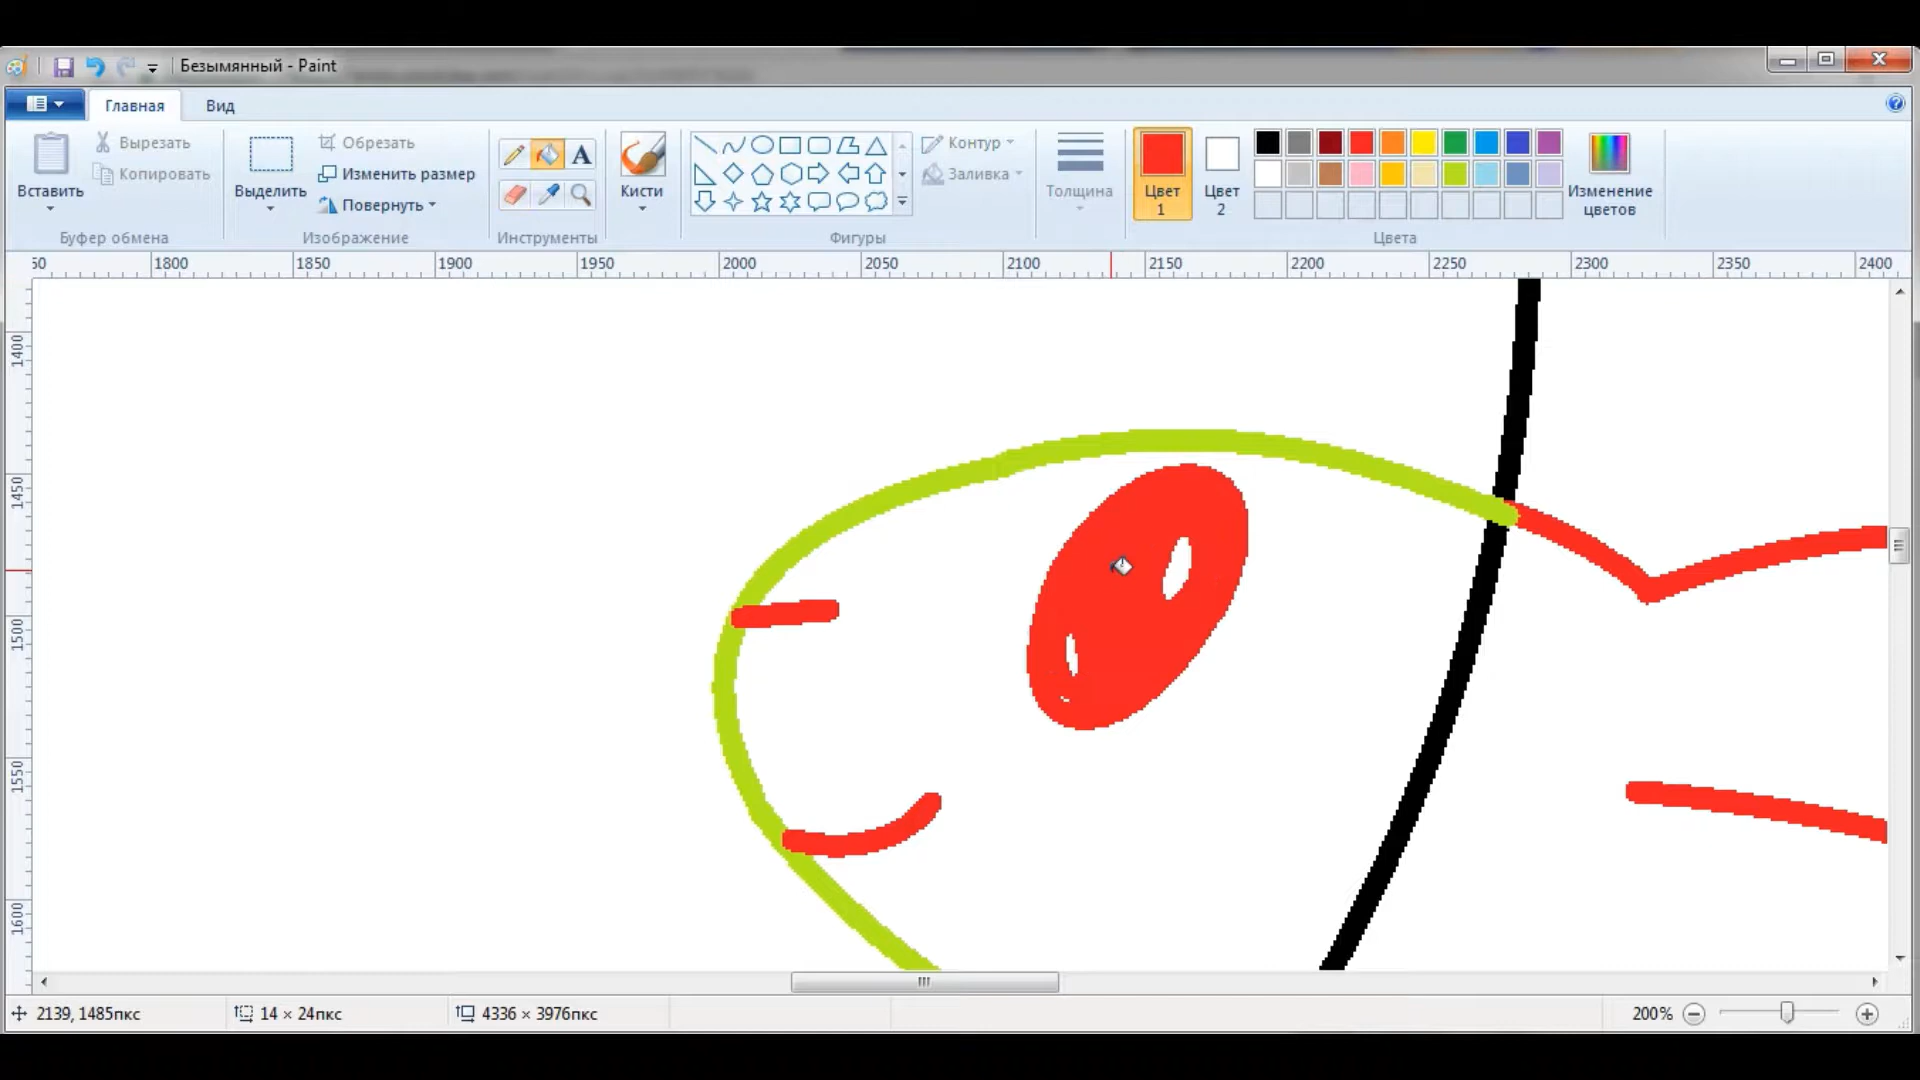 Безымянный - Paint
Главная Вид
Вставить
Вырезать
Копировать
Буфер обмена
Выделить
Обрезать
Изменить размер
Повернуть
Изображение
A
Инструменты
Кисти
Контур
Заливка
Фигуры
Толщина
Цвет
1
Цвет
2
Изменение
цветов
Цвета
50 1800 1850 1900 1950 2000 2050 2100 2150 2200 2250 2300 2350 2400
1400
1450
1500
1550
1600
2139, 1485пкс 14 × 24пкс 4336 × 3976пкс 200%